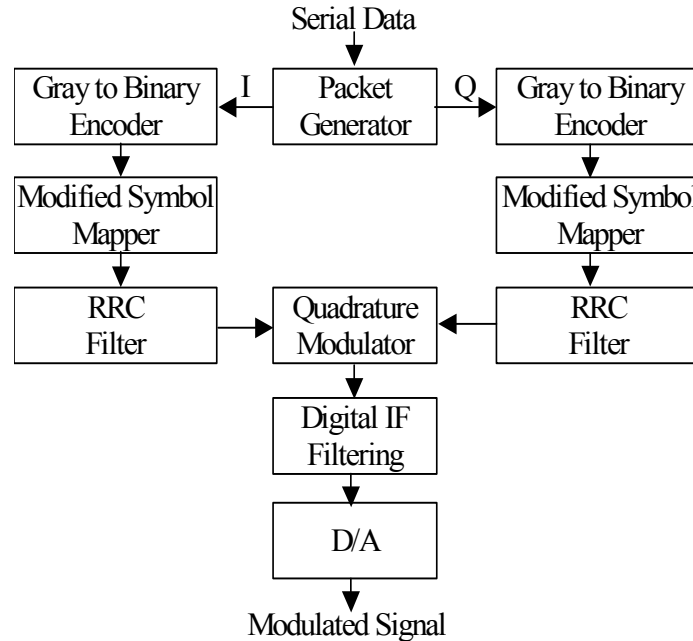 Serial Data
Gray to Binary
Encoder
I
Packet
Generator
Q
Gray to Binary
Encoder
Modified Symbol
Mapper
Modified Symbol
Mapper
RRC
Filter
Quadrature
Modulator
RRC
Filter
Digital IF
Filtering
D/A
Modulated Signal